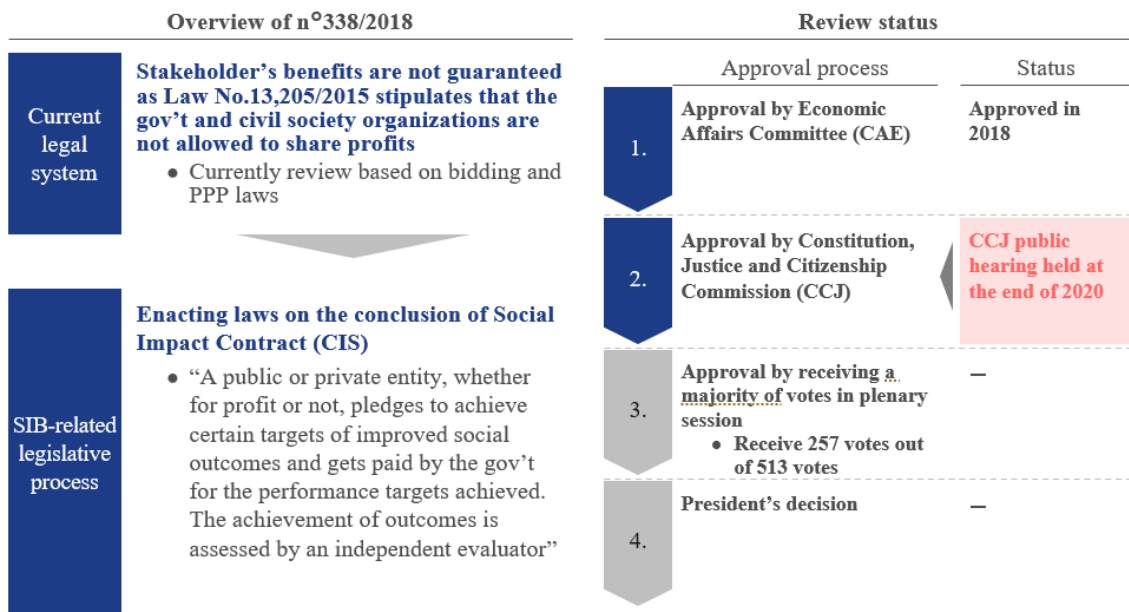 Overview of n°338/2018
Current
legal
system
Stakeholder's benefits are not guaranteed
as Law No.13,205/2015 stipulates that the
gov't and civil society organizations are
not allowed to share profits
● Currently review based on bidding and
PPP laws
SIB-related
legislative
process
Enacting laws on the conclusion of Social
Impact Contract (CIS)
● “A public or private entity, whether
for profit or not, pledges to achieve
certain targets of improved social
outcomes and gets paid by the gov't
for the performance targets achieved.
The achievement of outcomes is
assessed by an independent evaluator”
Review status
Approval process
Status
1.
Approval by Economic
Affairs Committee (CAE)
Approved in
2018
2.
Approval by Constitution,
Justice and Citizenship
Commission (CCJ)
CCJ public
hearing held at
the end of 2020
3.
Approval by receiving a
majority of votes in plenary
session
● Receive 257 votes out
of 513 votes
—
4.
President's decision
—